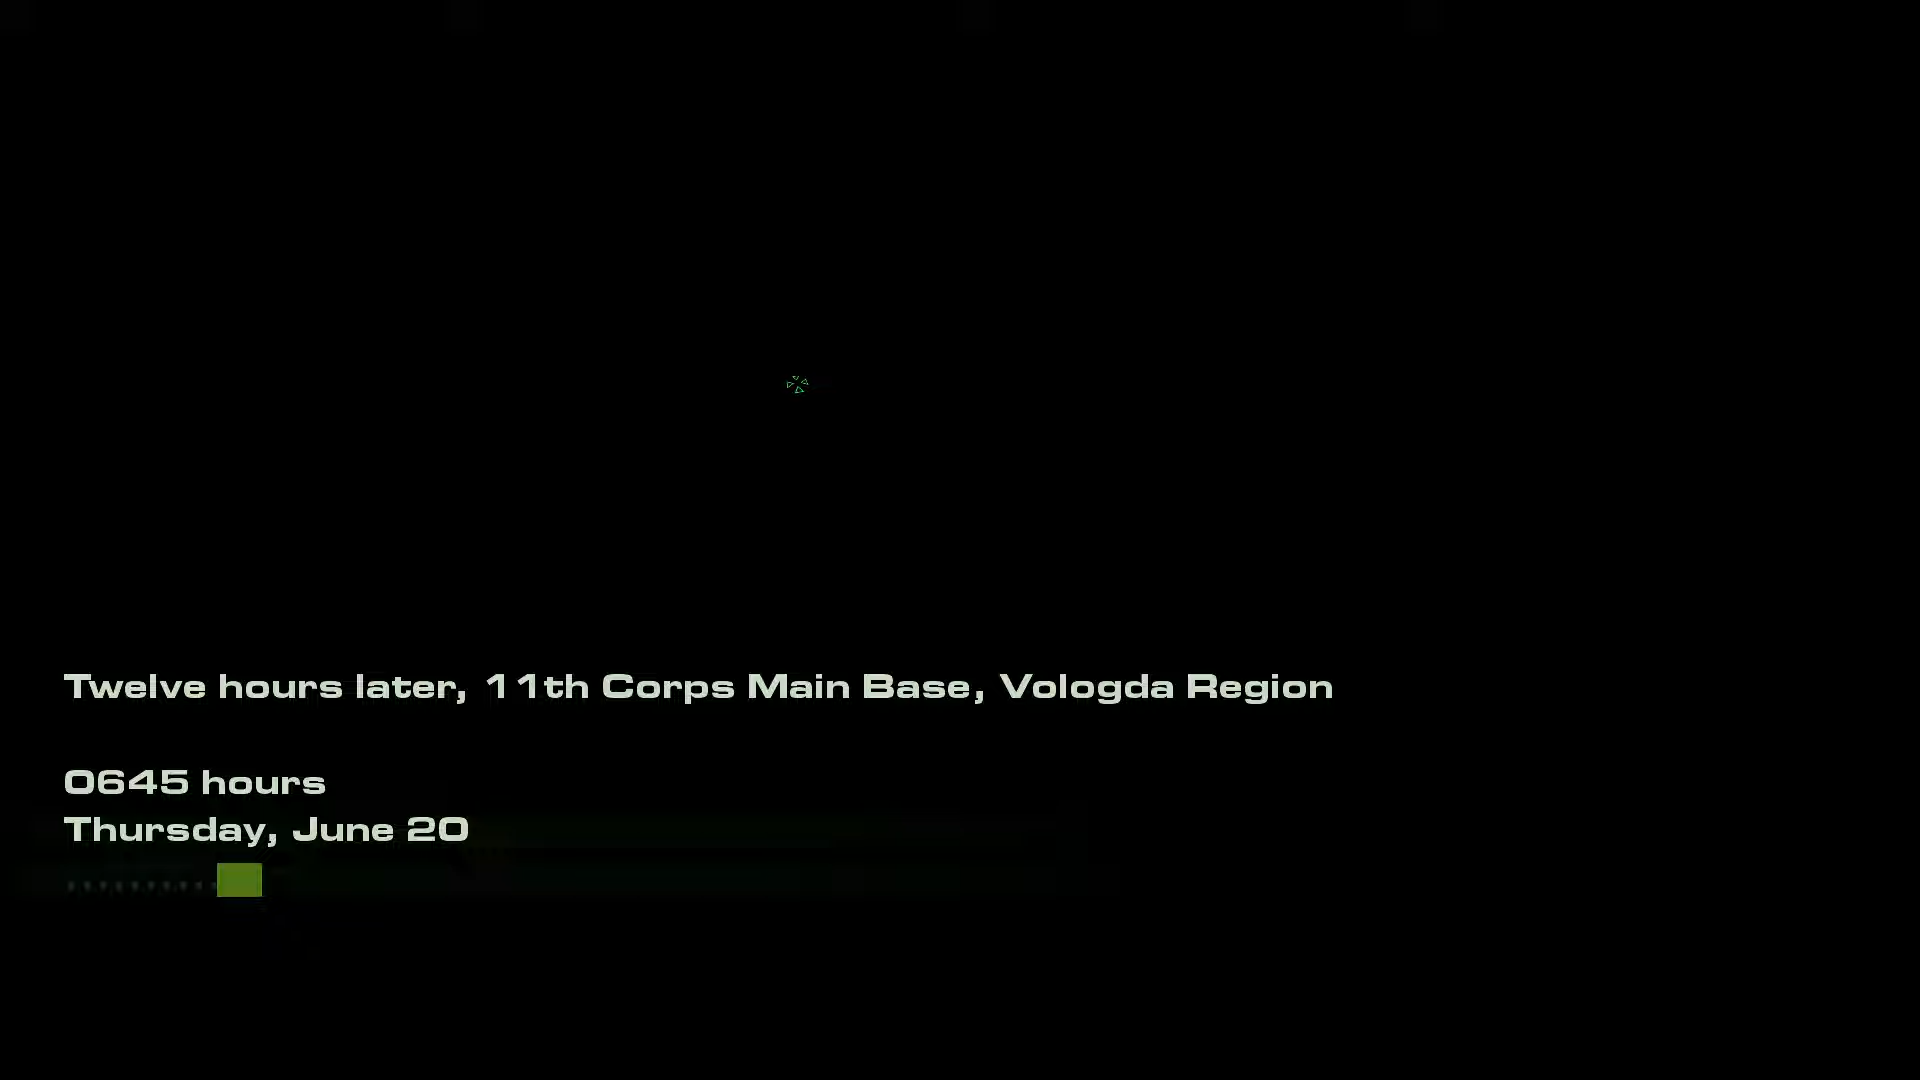 Twelve hours later, 11th Corps Main Base, Vologda Region
0645 hours
Thursday, June 20